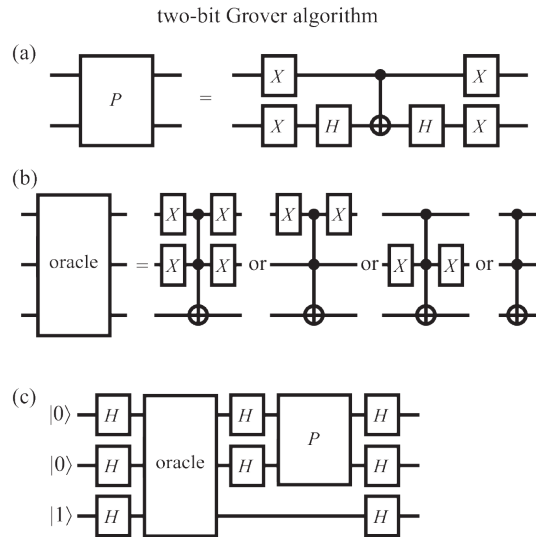 two-bit Grover algorithm
(a)
X X
P =
X H H X
(b)
X X X X
oracle = X X or or X X or
(c)
|0⟩ H H H
P
|0⟩ H oracle H H
|1⟩ H H